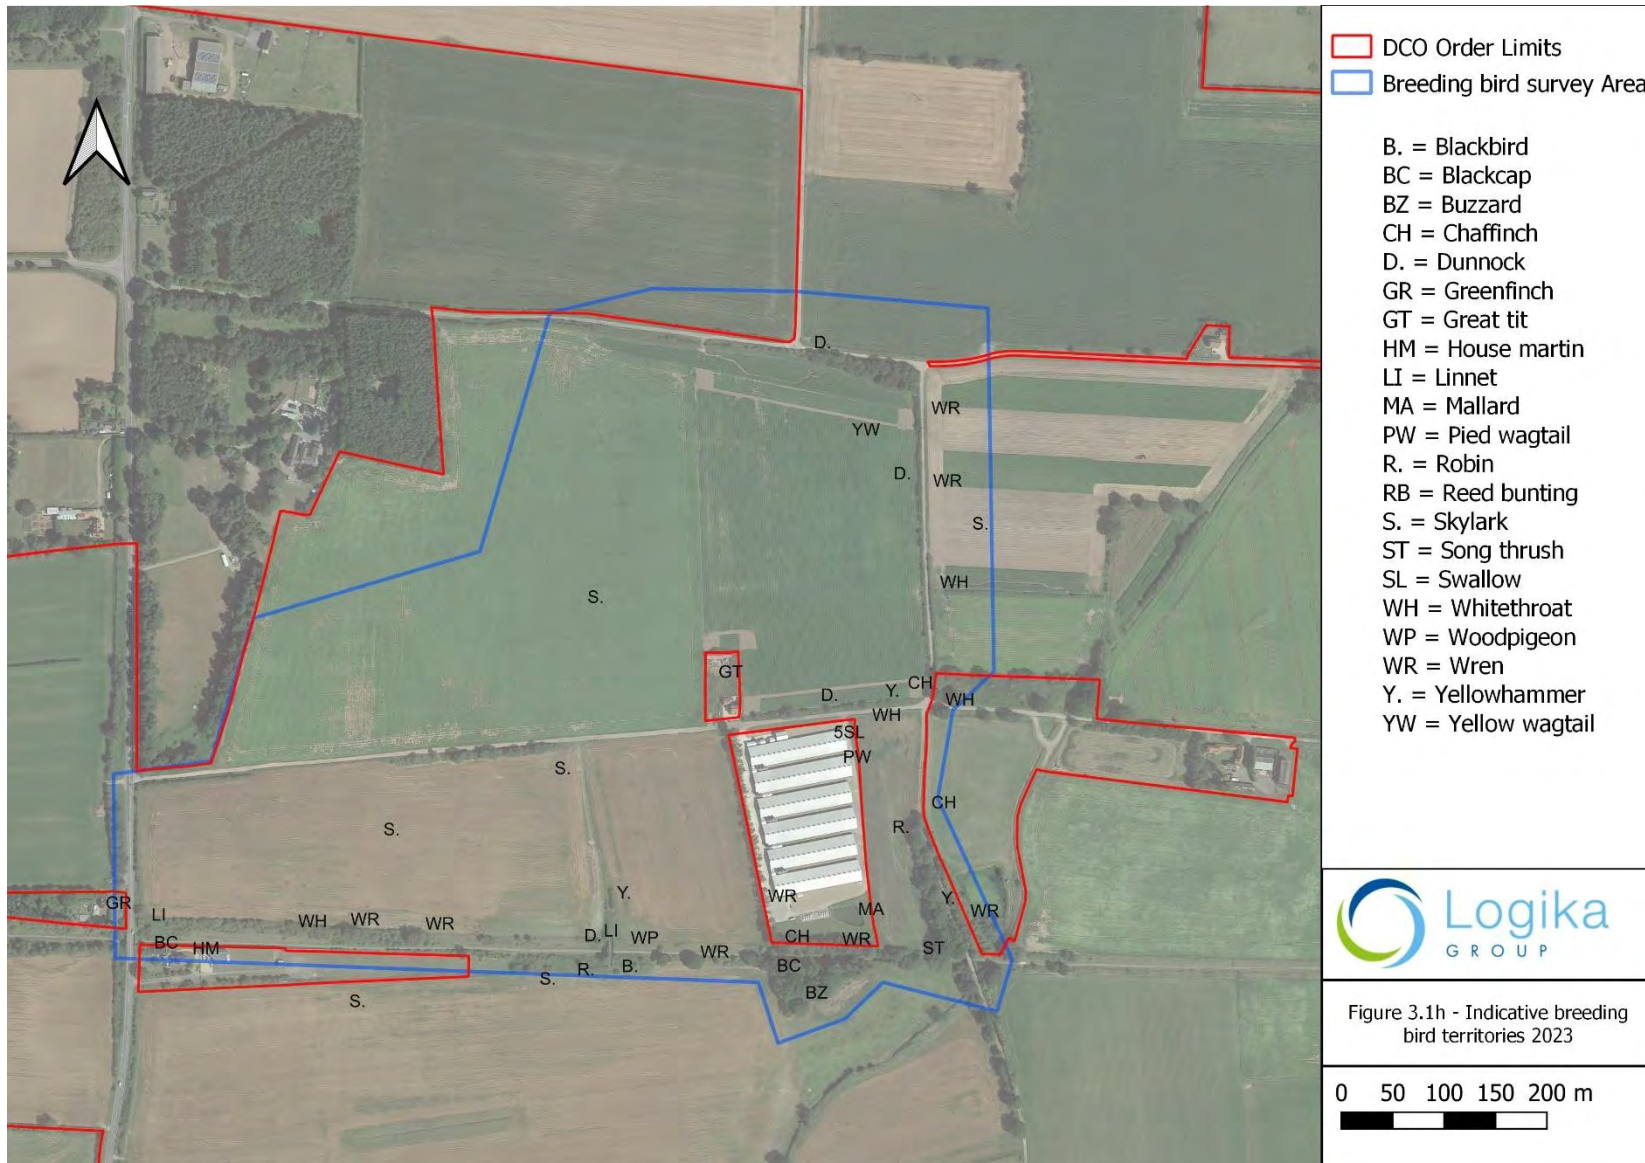 DCO Order Limits
Breeding bird survey Area
B. = Blackbird
BC = Blackcap
BZ = Buzzard
CH = Chaffinch
D. = Dunnock
GR = Greenfinch
GT = Great tit
HM = House martin
LI = Linnet
MA = Mallard
PW = Pied wagtail
R. = Robin
RB = Reed bunting
S. = Skylark
ST = Song thrush
SL = Swallow
WH = Whitethroat
WP = Woodpigeon
WR = Wren
Y. = Yellowhammer
YW = Yellow wagtail
D.
WR
YW
D.
WR
S.
WH
S.
GT
CH
D.
Y.
WH
WH
5SL
PW
S.
CH
S.
R.
Y.
WR
Y.
GR
LI
WH
WR
WR
MA
WR
D.
LI
WP
CH
WR
BC
HM
WR
ST
R.
B.
BC
S.
BZ
S.
Logika
GROUP
Figure 3.1h - Indicative breeding
bird territories 2023
0 50 100 150 200 m